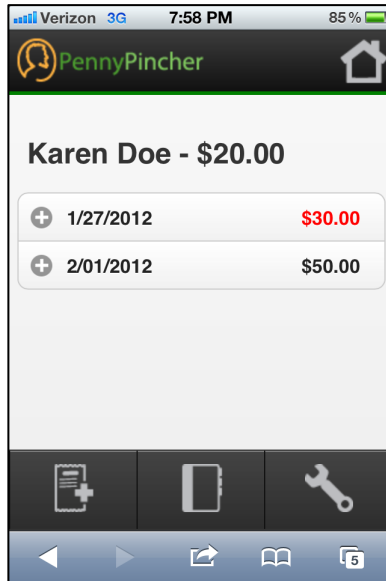 Verizon 3G 7:58 PM 85%
PennyPincher
Karen Doe - $20.00
1/27/2012 $30.00
2/01/2012 $50.00
5